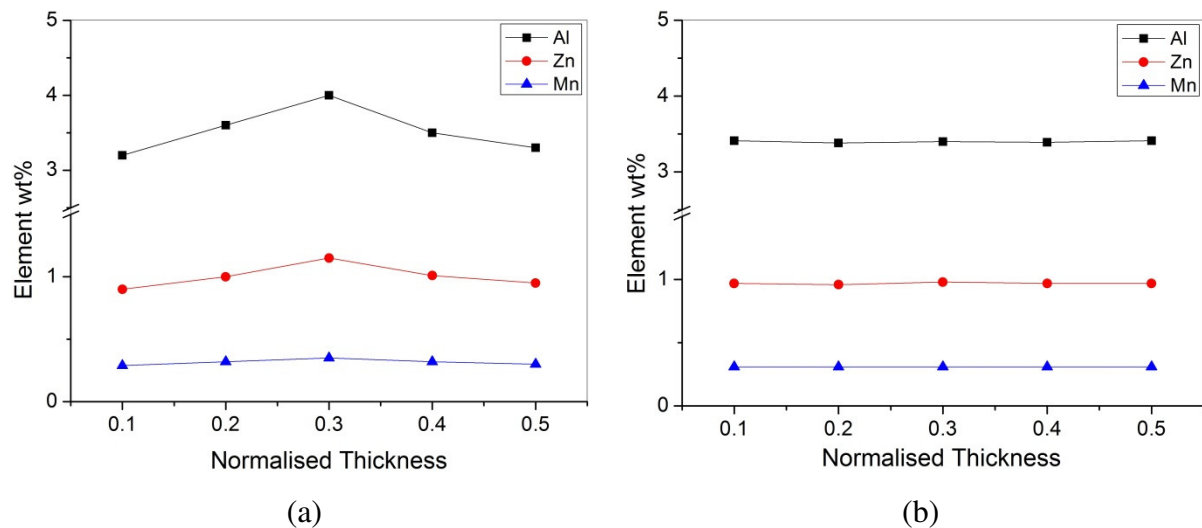 5
4
3
1
0
Element wt%
Al
Zn
Mn
0.1 0.2 0.3 0.4 0.5
Normalised Thickness
(a)
5
4
3
1
0
Element wt%
Al
Zn
Mn
0.1 0.2 0.3 0.4 0.5
Normalised Thickness
(b)